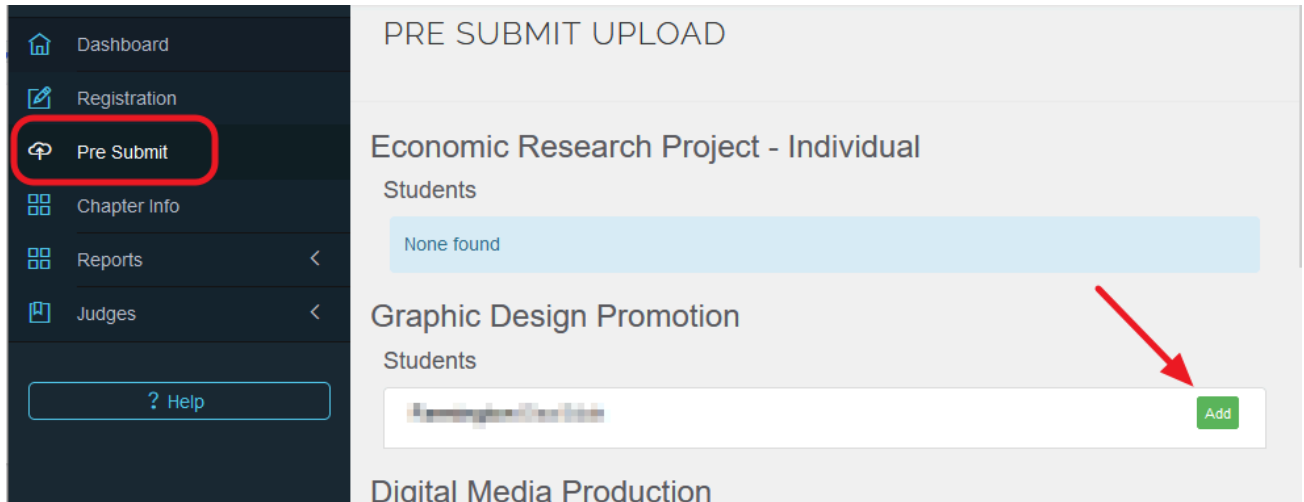 Dashboard
Registration
Pre Submit
Chapter Info
Reports
Judges
? Help
PRE SUBMIT UPLOAD
Economic Research Project - Individual
Students
None found
Graphic Design Promotion
Students
Add
Digital Media Production